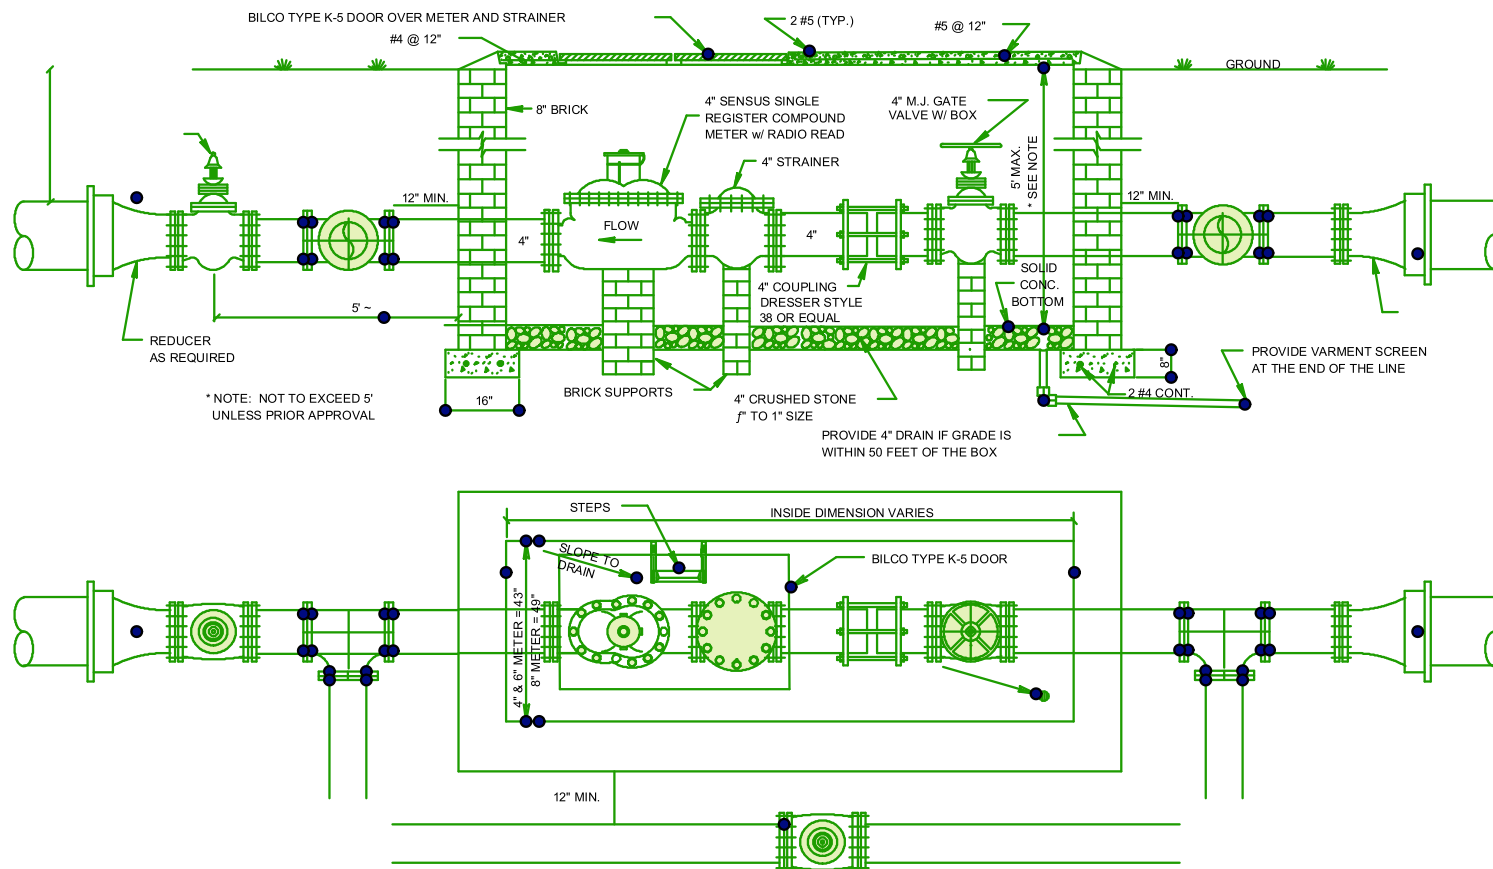 BILCO TYPE K-5 DOOR OVER METER AND STRAINER
#4 @ 12"
2 #5 (TYP.)
#5 @ 12"
GROUND
8" BRICK
4" SENSUS SINGLE
REGISTER COMPOUND
METER w/ RADIO READ
4" M.J. GATE
VALVE W/ BOX
4" STRAINER
5' MAX.
* SEE NOTE
12" MIN.
12" MIN.
FLOW
4"
4"
SOLID
CONC.
BOTTOM
4" COUPLING
DRESSER STYLE
38 OR EQUAL
5' ~
REDUCER
AS REQUIRED
8"
PROVIDE VARMENT SCREEN
AT THE END OF THE LINE
* NOTE: NOT TO EXCEED 5'
UNLESS PRIOR APPROVAL
16"
BRICK SUPPORTS
4" CRUSHED STONE
ƒ" TO 1" SIZE
2 #4 CONT.
PROVIDE 4" DRAIN IF GRADE IS
WITHIN 50 FEET OF THE BOX
STEPS
INSIDE DIMENSION VARIES
SLOPE TO
DRAIN
BILCO TYPE K-5 DOOR
4" & 6" METER = 43"
8" METER = 49"
12" MIN.